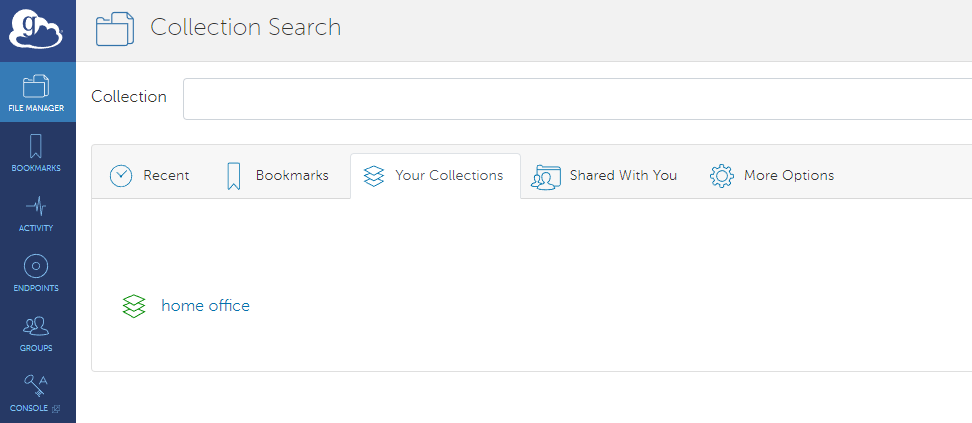 g
Collection Search
FILE MANAGER
BOOKMARKS
ACTIVITY
ENDPOINTS
GROUPS
CONSOLE
Collection
Recent Bookmarks Your Collections Shared With You More Options
home office